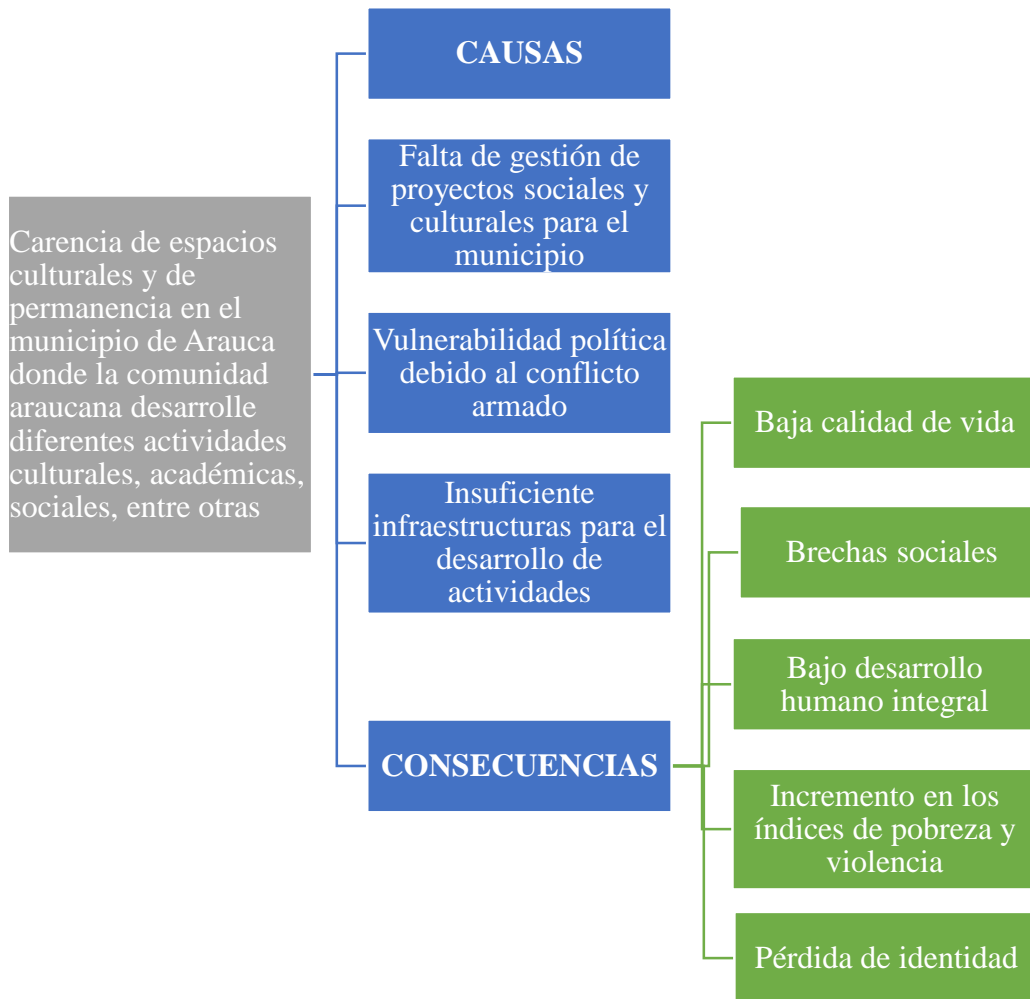 Carencia de espacios
culturales y de
permanencia en el
municipio de Arauca
donde la comunidad
araucana desarrolle
diferentes actividades
culturales, académicas,
sociales, entre otras
CAUSAS
Falta de gestión de
proyectos sociales y
culturales para el
municipio
Vulnerabilidad política
debido al conflicto
armado
Insuficiente
infraestructuras para el
desarrollo de
actividades
CONSECUENCIAS
Baja calidad de vida
Brechas sociales
Bajo desarrollo
humano integral
Incremento en los
índices de pobreza y
violencia
Pérdida de identidad